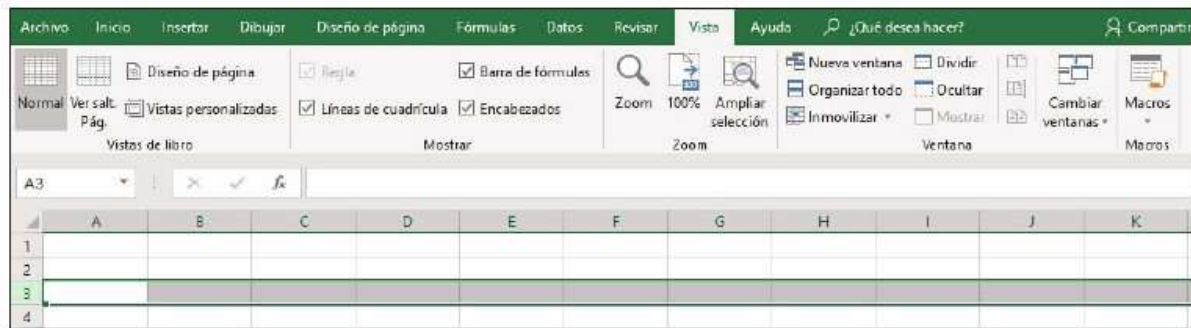 Archivo Inicio Insertar Dibujar Diseño de página Fórmulas Datos Revisar Vista Ayuda ¿Qué desea hacer? Compartir
Normal Ver salt. Pág. Diseño de página Vistas personalizadas
Regla Barra de fórmulas
Líneas de cuadrícula Encabezados
Zoom 100% Ampliar selección
Nueva ventana Dividir
Organizar todo Ocultar
Inmovilizar Mostrar
Cambiar ventanas
Macros
Vistas de libro Mostrar Zoom Ventana Macros
A3 fx
A B C D E F G H I J K
1
2
3
4